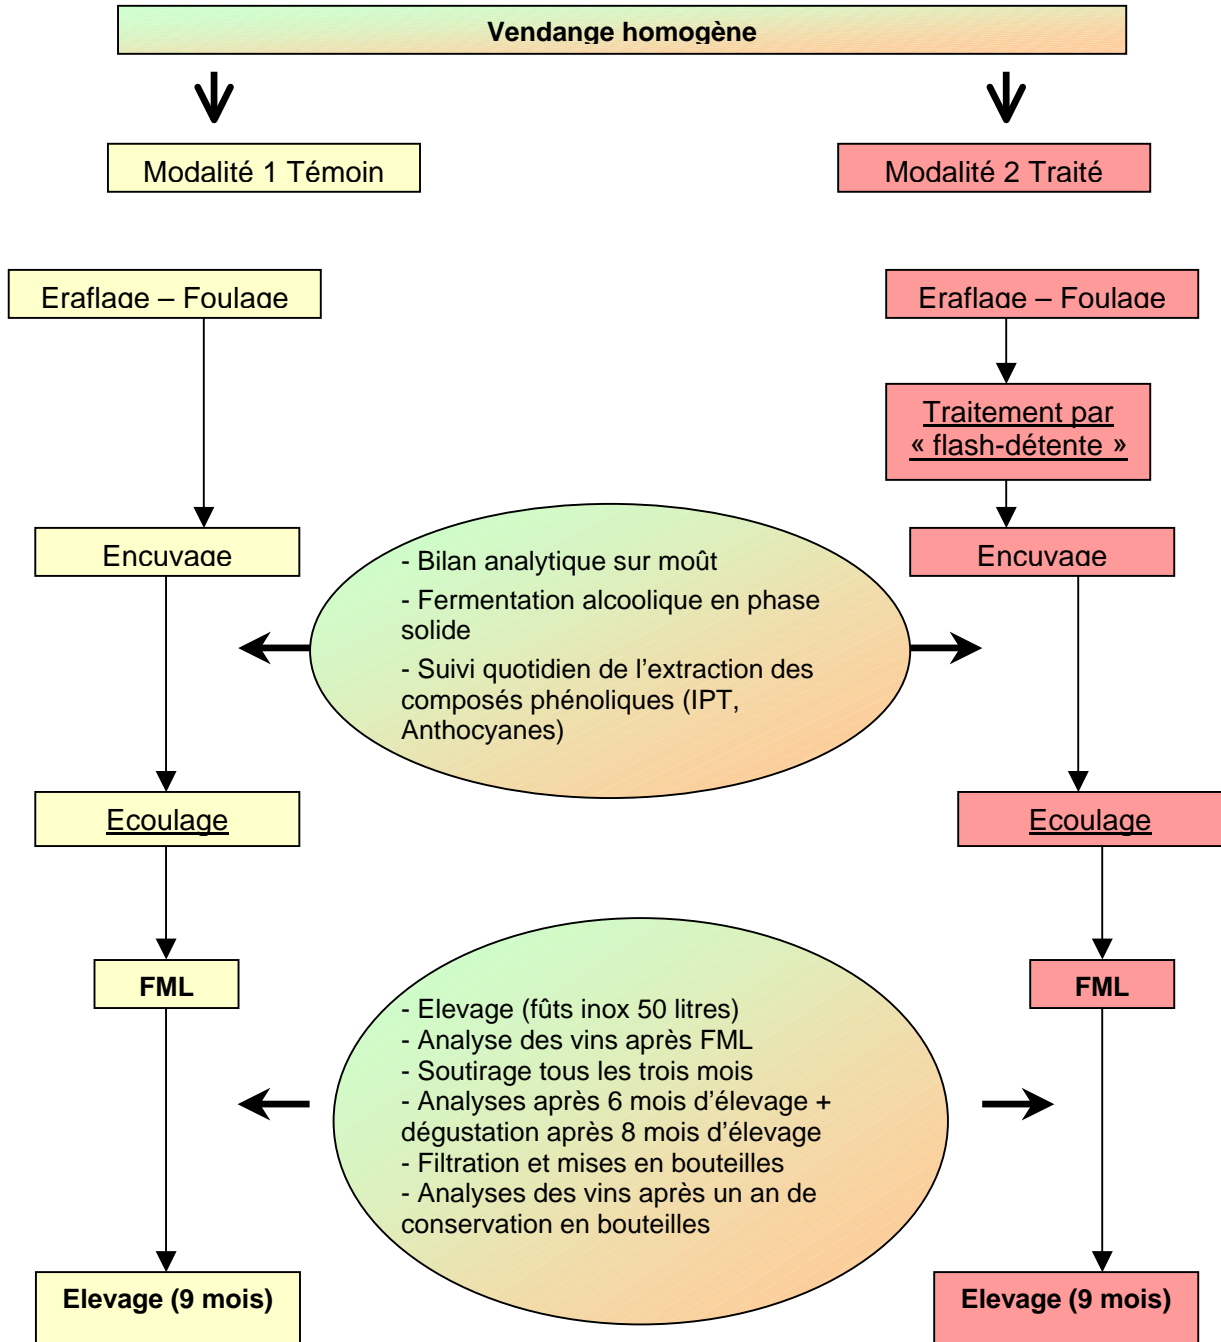 Vendange homogène
Modalité 1 Témoin
Modalité 2 Traité
Eraflage – Foulage
Eraflage – Foulage
Traitement par
« flash-détente »
Encuvage
Encuvage
- Bilan analytique sur moût
- Fermentation alcoolique en phase
solide
- Suivi quotidien de l’extraction des
composés phénoliques (IPT,
Anthocyanes)
Ecoulage
Ecoulage
FML
FML
- Elevage (fûts inox 50 litres)
- Analyse des vins après FML
- Soutirage tous les trois mois
- Analyses après 6 mois d’élevage +
dégustation après 8 mois d’élevage
- Filtration et mises en bouteilles
- Analyses des vins après un an de
conservation en bouteilles
Elevage (9 mois)
Elevage (9 mois)